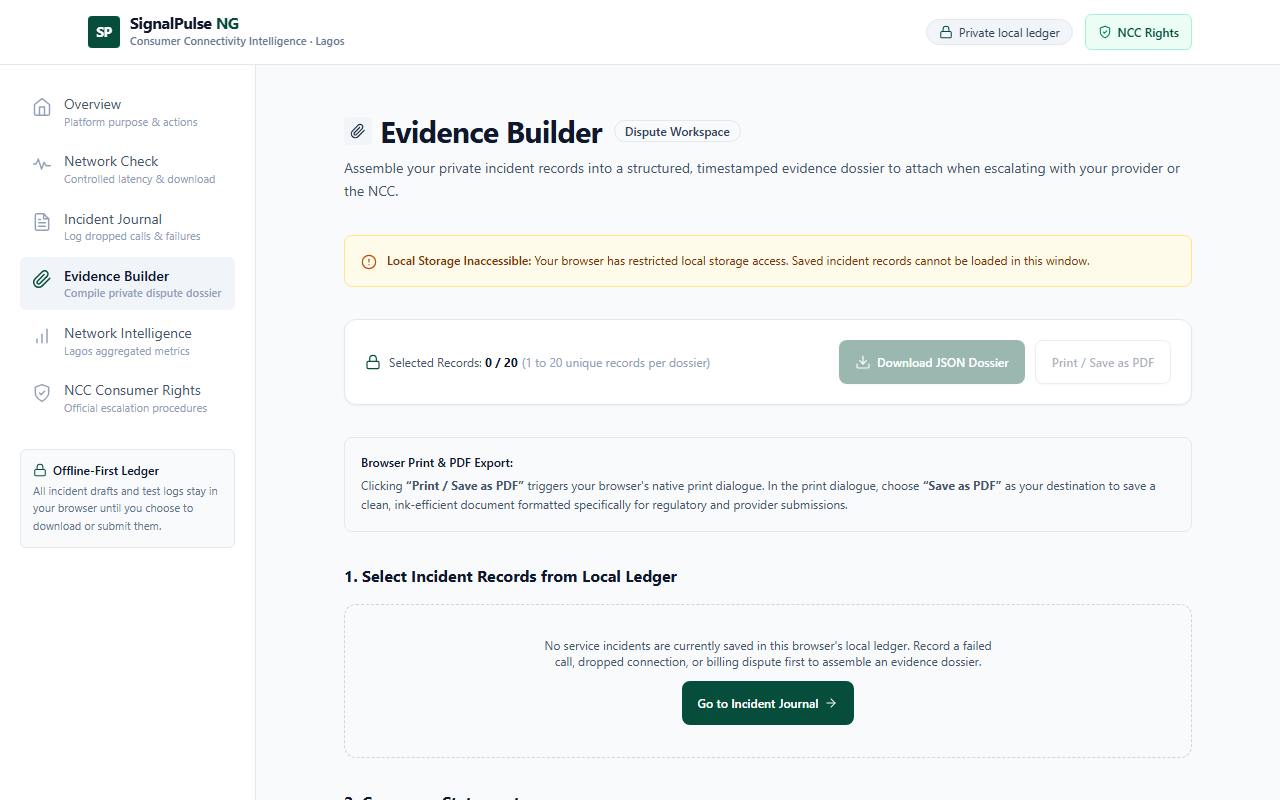 SP
SignalPulse NG
Consumer Connectivity Intelligence · Lagos
Private local ledger
NCC Rights
Overview
Platform purpose & actions
Network Check
Controlled latency & download
Incident Journal
Log dropped calls & failures
Evidence Builder
Compile private dispute dossier
Network Intelligence
Lagos aggregated metrics
NCC Consumer Rights
Official escalation procedures
Offline-First Ledger
All incident drafts and test logs stay in
your browser until you choose to
download or submit them.
Evidence Builder
Dispute Workspace
Assemble your private incident records into a structured, timestamped evidence dossier to attach when escalating with your provider or
the NCC.
Local Storage Inaccessible: Your browser has restricted local storage access. Saved incident records cannot be loaded in this window.
Selected Records: 0 / 20 (1 to 20 unique records per dossier)
Download JSON Dossier
Print / Save as PDF
Browser Print & PDF Export:
Clicking “Print / Save as PDF” triggers your browser's native print dialogue. In the print dialogue, choose “Save as PDF” as your destination to save a
clean, ink-efficient document formatted specifically for regulatory and provider submissions.
1. Select Incident Records from Local Ledger
No service incidents are currently saved in this browser's local ledger. Record a failed
call, dropped connection, or billing dispute first to assemble an evidence dossier.
Go to Incident Journal →